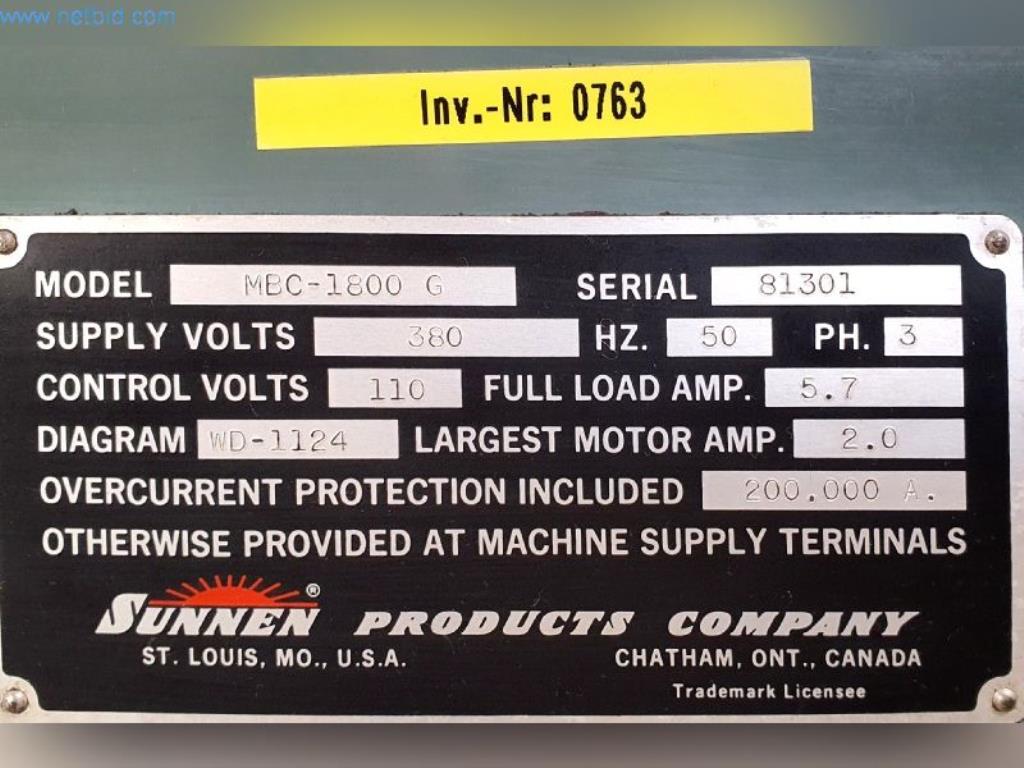 www.netbid.com
Inv.-Nr: 0763
MODEL MBC-1800 G SERIAL 81301
SUPPLY VOLTS 380 HZ. 50 PH. 3
CONTROL VOLTS 110 FULL LOAD AMP. 5.7
DIAGRAM WD-1124 LARGEST MOTOR AMP. 2.0
OVERCURRENT PROTECTION INCLUDED 200.000 A.
OTHERWISE PROVIDED AT MACHINE SUPPLY TERMINALS
SUNNEN® PRODUCTS COMPANY
ST. LOUIS, MO., U.S.A. CHATHAM, ONT., CANADA
Trademark Licensee